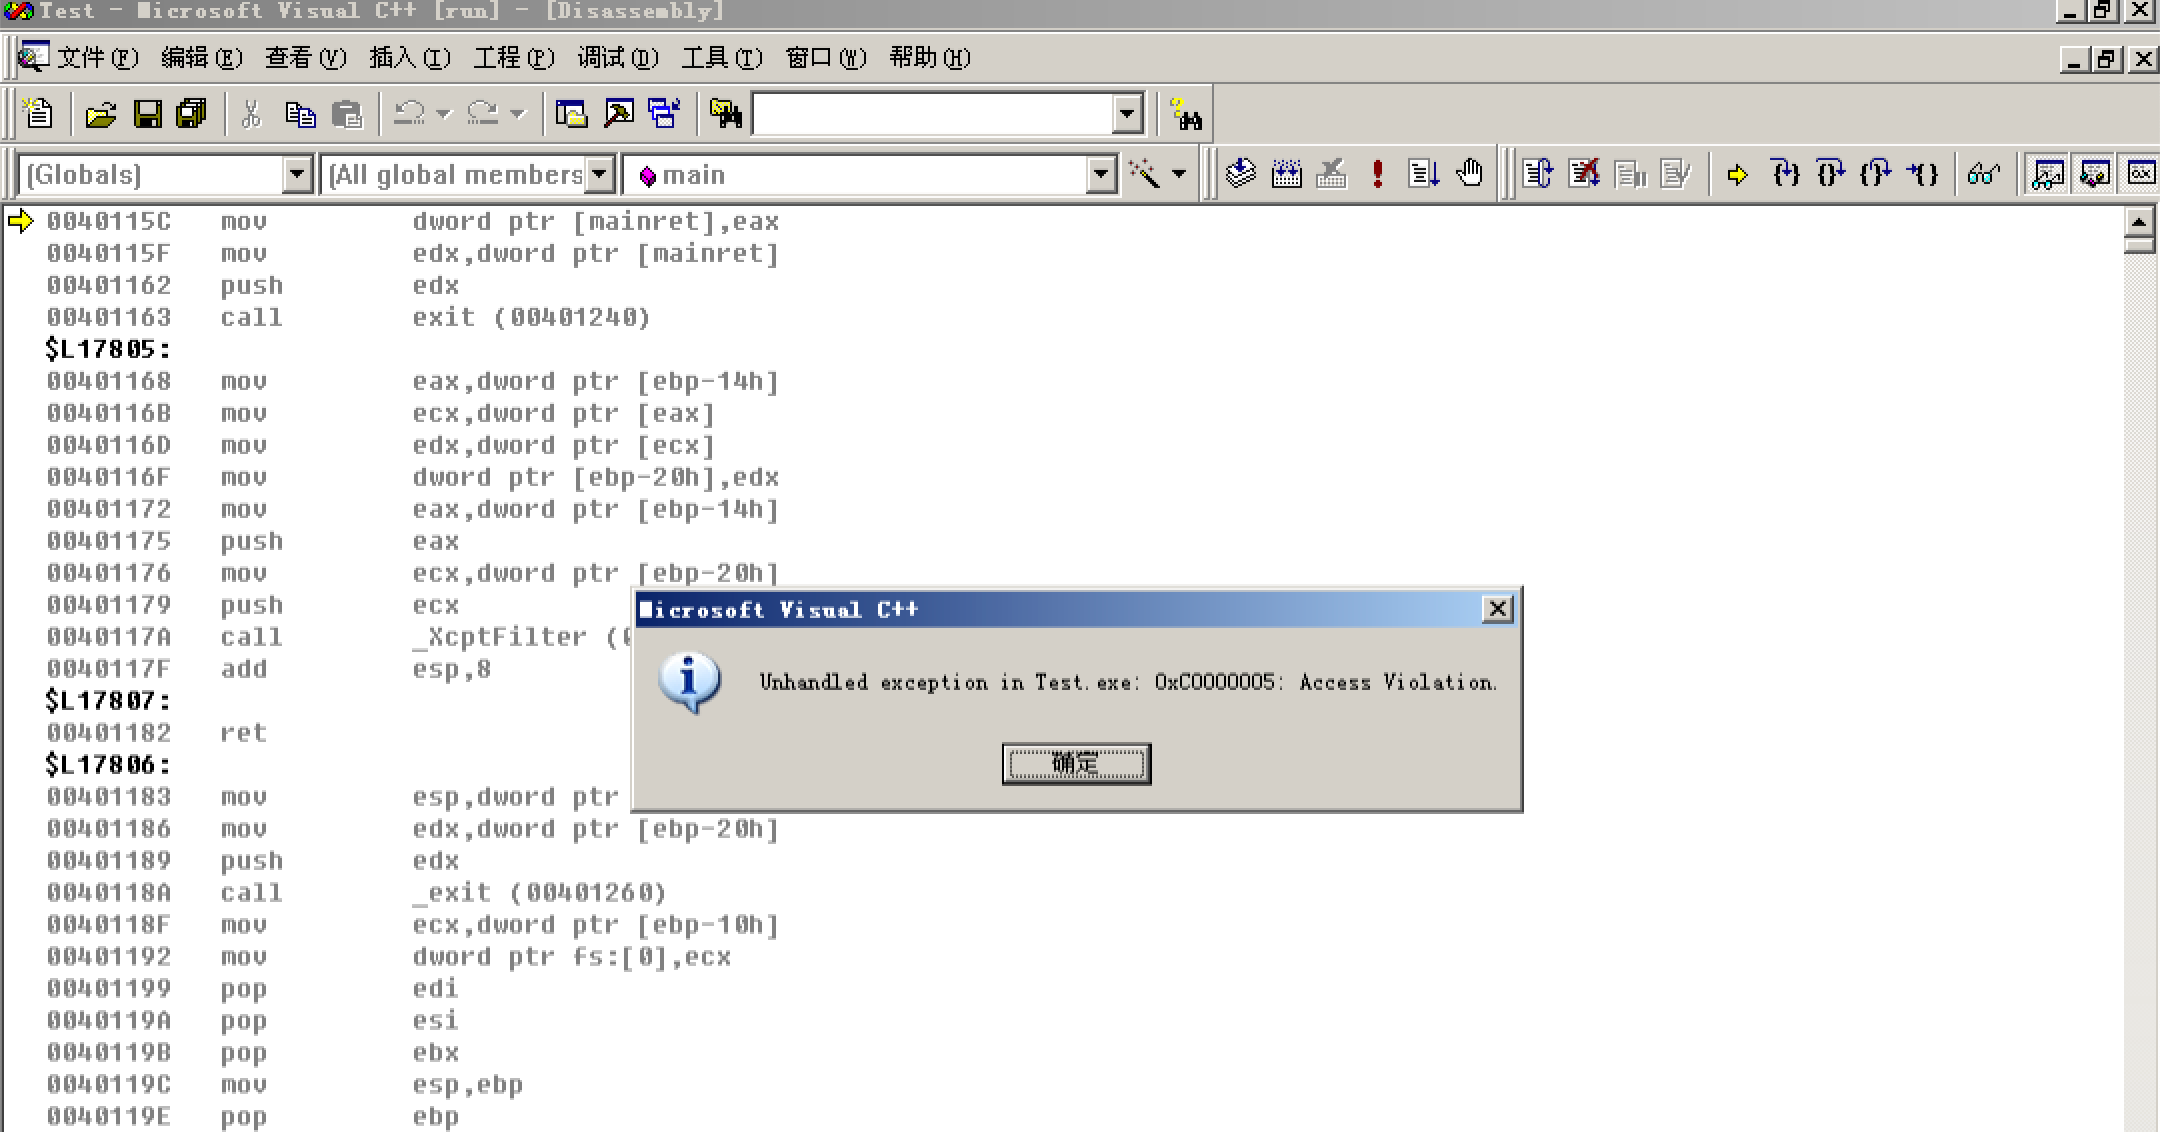 Test - Microsoft Visual C++ [run] - [Disassembly]
文件(F) 编辑(E) 查看(V) 插入(I) 工程(P) 调试(D) 工具(T) 窗口(W) 帮助(H)
(Globals) (All global members main
0040115C mov dword ptr [mainret],eax
0040115F mov edx,dword ptr [mainret]
00401162 push edx
00401163 call exit (00401240)
$L17805:
00401168 mov eax,dword ptr [ebp-14h]
0040116B mov ecx,dword ptr [eax]
0040116D mov edx,dword ptr [ecx]
0040116F mov dword ptr [ebp-20h],edx
00401172 mov eax,dword ptr [ebp-14h]
00401175 push eax
00401176 mov ecx,dword ptr [ebp-20h]
00401179 push ecx
0040117A call _XcptFilter (
0040117F add esp,8
$L17807:
00401182 ret
$L17806:
00401183 mov esp,dword ptr
00401186 mov edx,dword ptr [ebp-20h]
00401189 push edx
0040118A call _exit (00401260)
0040118F mov ecx,dword ptr [ebp-10h]
00401192 mov dword ptr fs:[0],ecx
00401199 pop edi
0040119A pop esi
0040119B pop ebx
0040119C mov esp,ebp
0040119E pop ebp
Microsoft Visual C++
Unhandled exception in Test.exe: 0xC0000005: Access Violation.
确定